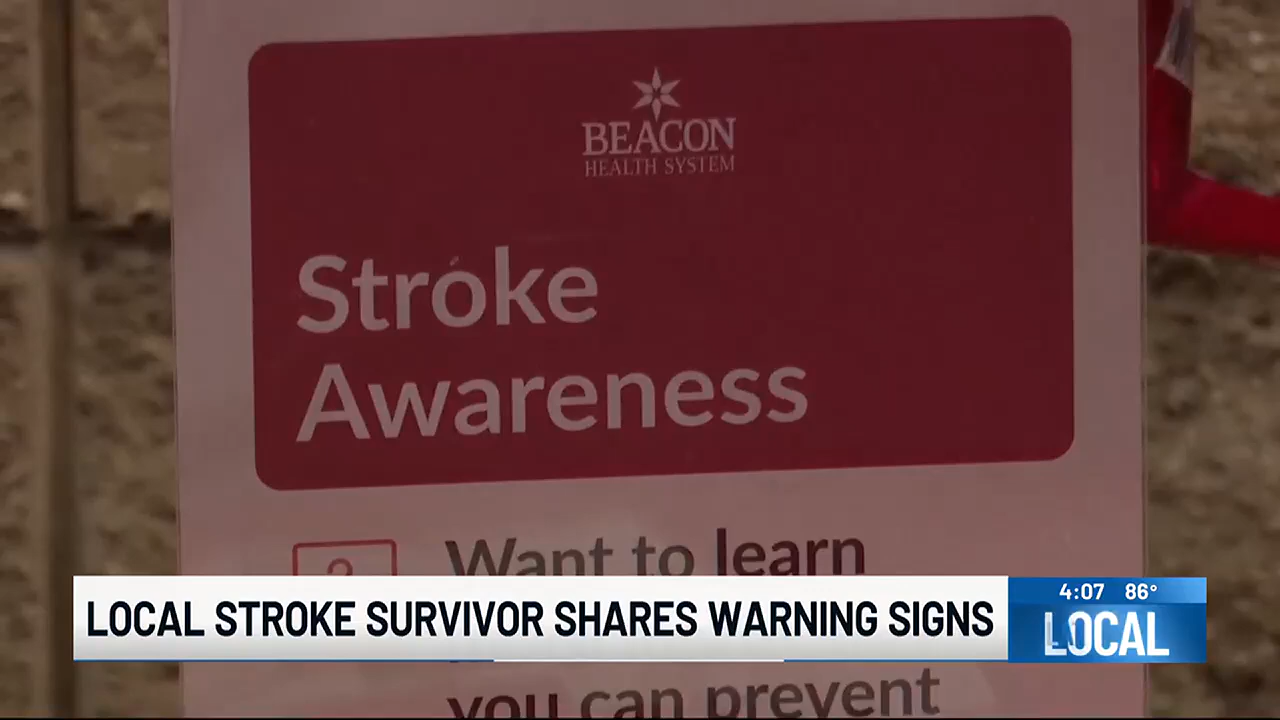 BEACON
HEALTH SYSTEM
Stroke
Awareness
?
Want to learn
you can prevent
LOCAL STROKE SURVIVOR SHARES WARNING SIGNS
4:07 86°
LOCAL